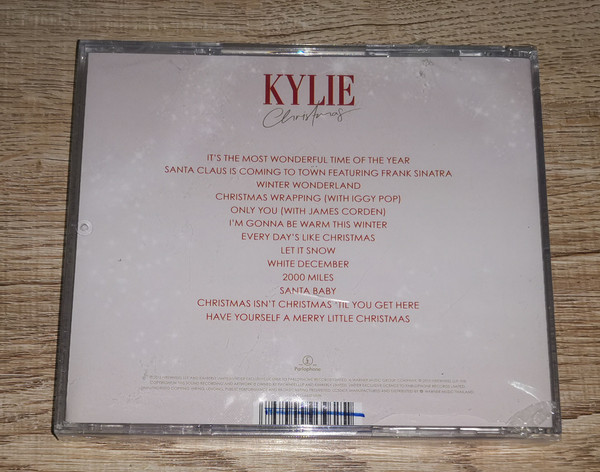 KYLIE
Christmas
IT'S THE MOST WONDERFUL TIME OF THE YEAR
SANTA CLAUS IS COMING TO TOWN FEATURING FRANK SINATRA
WINTER WONDERLAND
CHRISTMAS WRAPPING (WITH IGGY POP)
ONLY YOU (WITH JAMES CORDEN)
I'M GONNA BE WARM THIS WINTER
EVERY DAY'S LIKE CHRISTMAS
LET IT SNOW
WHITE DECEMBER
2000 MILES
SANTA BABY
CHRISTMAS ISN'T CHRISTMAS 'TIL YOU GET HERE
HAVE YOURSELF A MERRY LITTLE CHRISTMAS
Parlophone